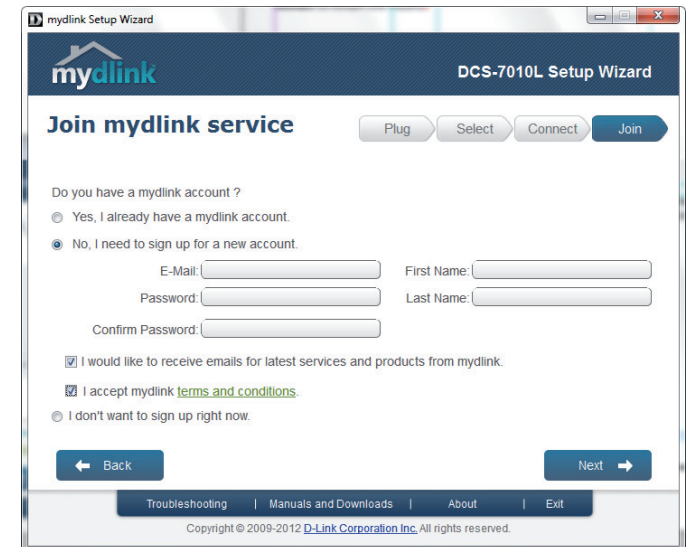 mydlink Setup Wizard
mydlink
DCS-7010L Setup Wizard
Join mydlink service
Plug
Select
Connect
Join
Do you have a mydlink account ?
Yes, I already have a mydlink account.
No, I need to sign up for a new account.
E-Mail:
First Name:
Password:
Last Name:
Confirm Password:
I would like to receive emails for latest services and products from mydlink.
I accept mydlink terms and conditions.
I don't want to sign up right now.
Back
Next
Troubleshooting | Manuals and Downloads | About | Exit
Copyright © 2009-2012 D-Link Corporation Inc. All rights reserved.